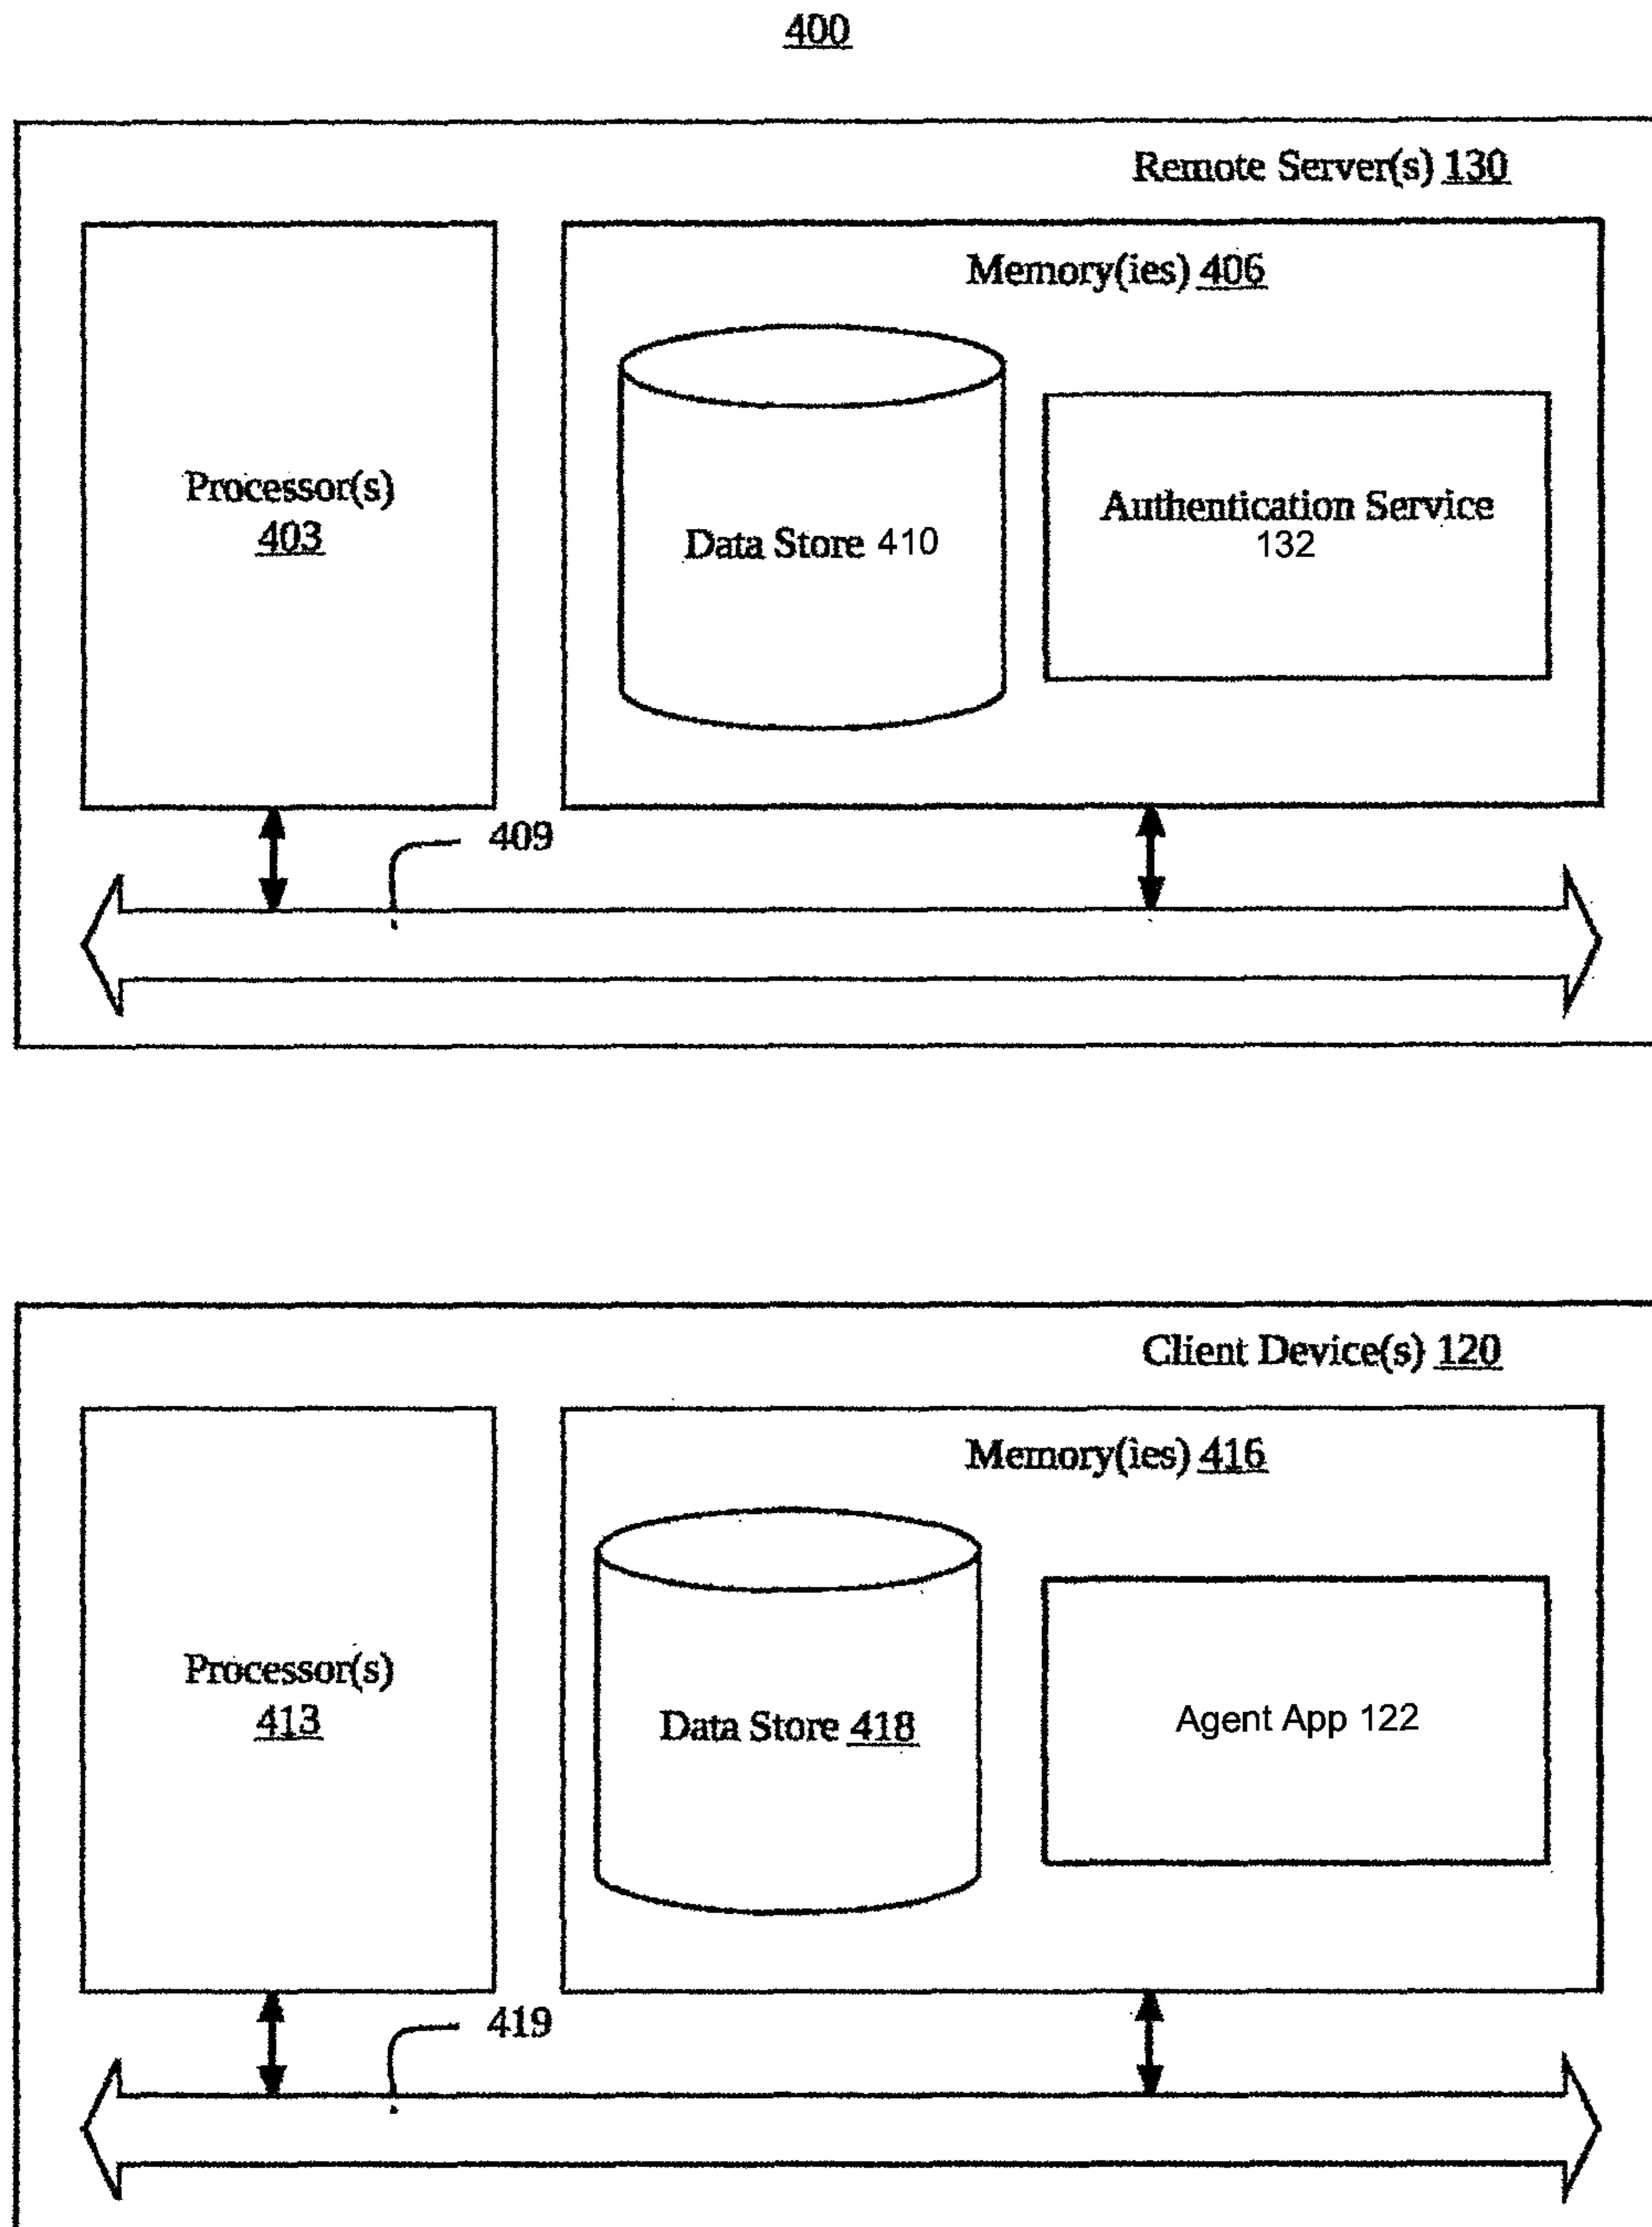 400
Remote Server(s) 130
Memory(ies) 406
Processor(s)
403
Data Store 410
Authentication Service
132
409
Client Device(s) 120
Memory(ies) 416
Processor(s)
413
Data Store 418
Agent App 122
419